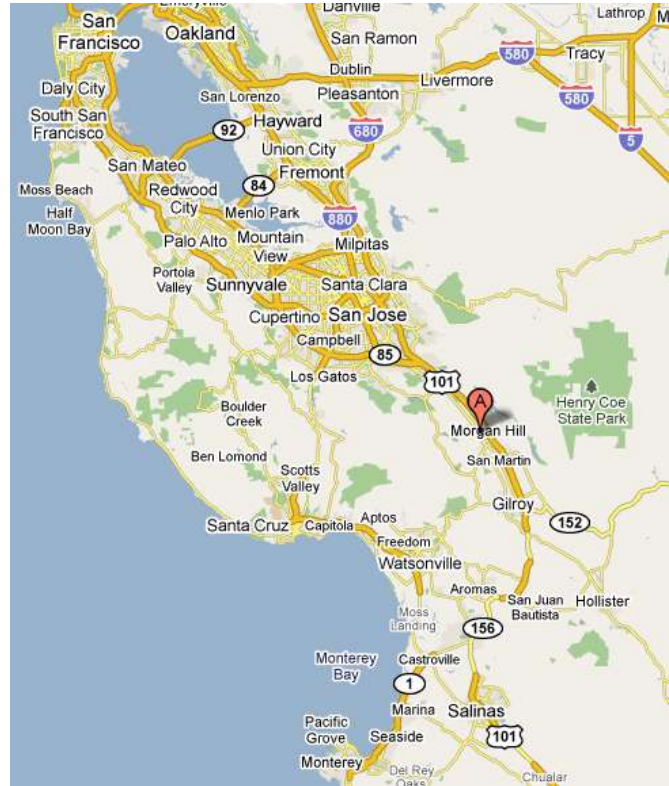 Emeryville
Danville
Lathrop
M
San
Francisco
Oakland
San Ramon
580
Tracy
Dublin
Livermore
Daly City
San Lorenzo
Pleasanton
580
South San
Francisco
92
Hayward
680
5
Union City
San Mateo
Fremont
Moss Beach
Redwood
City
84
Half
Moon Bay
Menlo Park
880
Palo Alto
Mountain
View
Milpitas
Portola
Valley
Sunnyvale
Santa Clara
Cupertino
San Jose
Campbell
85
Los Gatos
101
Henry Coe
State Park
A
Boulder
Creek
Morgan Hill
Ben Lomond
San Martin
Scotts
Valley
Gilroy
Santa Cruz
Capitola
Aptos
152
Freedom
Watsonville
Aromas
San Juan
Bautista
Hollister
Moss
Landing
156
Monterey
Bay
Castroville
1
Marina
Salinas
Pacific
Grove
Seaside
101
Monterey
Del Rey
Oaks
Chualar